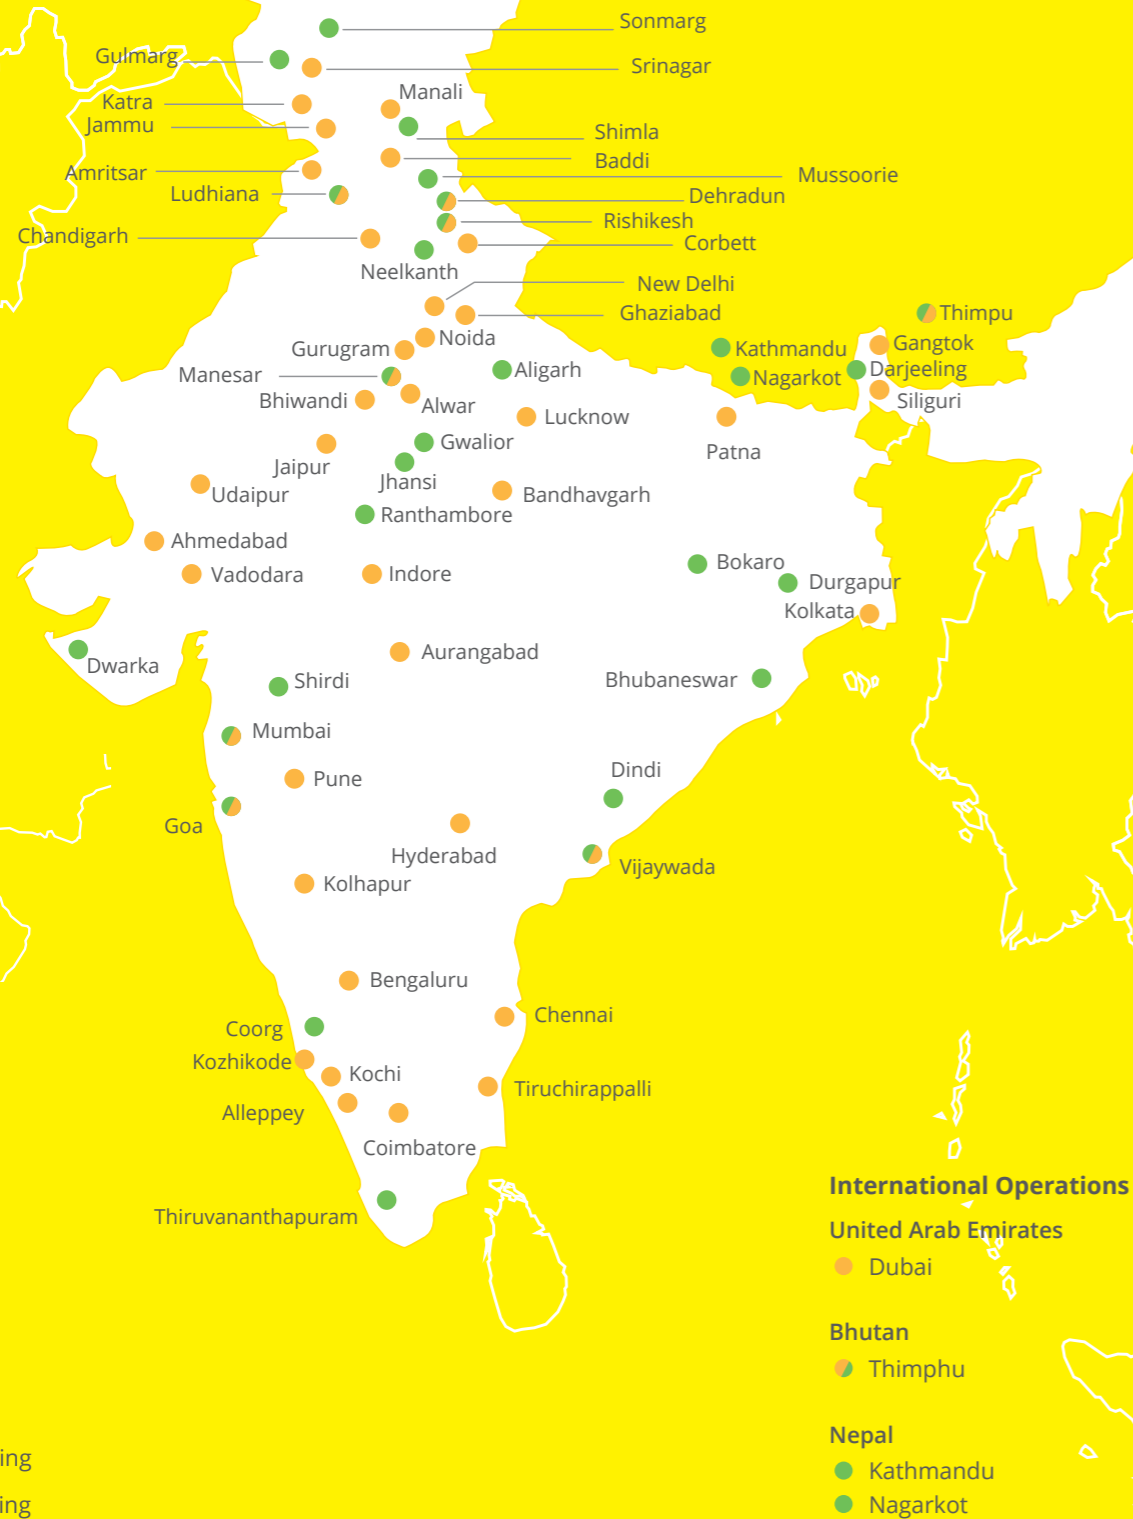 Sonmarg
Gulmarg
Srinagar
Manali
Katra
Jammu
Shimla
Baddi
Amritsar
Mussoorie
Ludhiana
Dehradun
Rishikesh
Chandigarh
Corbett
Neelkanth
New Delhi
Ghaziabad
Thimpu
Noida
Gangtok
Gurugram
Kathmandu
Darjeeling
Manesar
Aligarh
Nagarkot
Bhiwandi
Alwar
Siliguri
Lucknow
Gwalior
Patna
Jaipur
Jhansi
Udaipur
Bandhavgarh
Ranthambore
Ahmedabad
Bokaro
Vadodara
Indore
Durgapur
Kolkata
Aurangabad
Dwarka
Shirdi
Bhubaneswar
Mumbai
Dindi
Pune
Goa
Hyderabad
Vijaywada
Kolhapur
Bengaluru
Chennai
Coorg
Kozhikode
Kochi
Tiruchirappalli
Alleppey
Coimbatore
Thiruvananthapuram
International Operations
United Arab Emirates
Dubai
Bhutan
Thimphu
Nepal
Kathmandu
Nagarkot
ing
ing